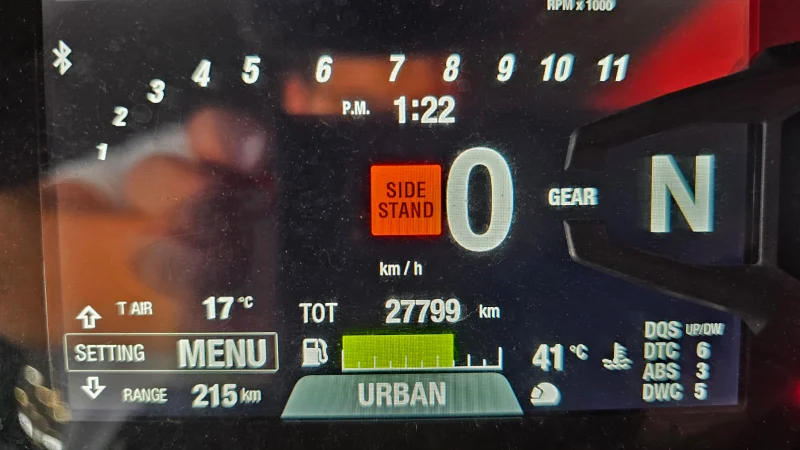 RPM x 1000
1 2 3 4 5 6 7 8 9 10 11
P.M. 1:22
SIDE
STAND
0
km/h
GEAR N
T AIR 17 °C
TOT 27799 km
SETTING MENU
RANGE 215 km
41 °C
URBAN
DQS UP/DW
DTC 6
ABS 3
DWC 5